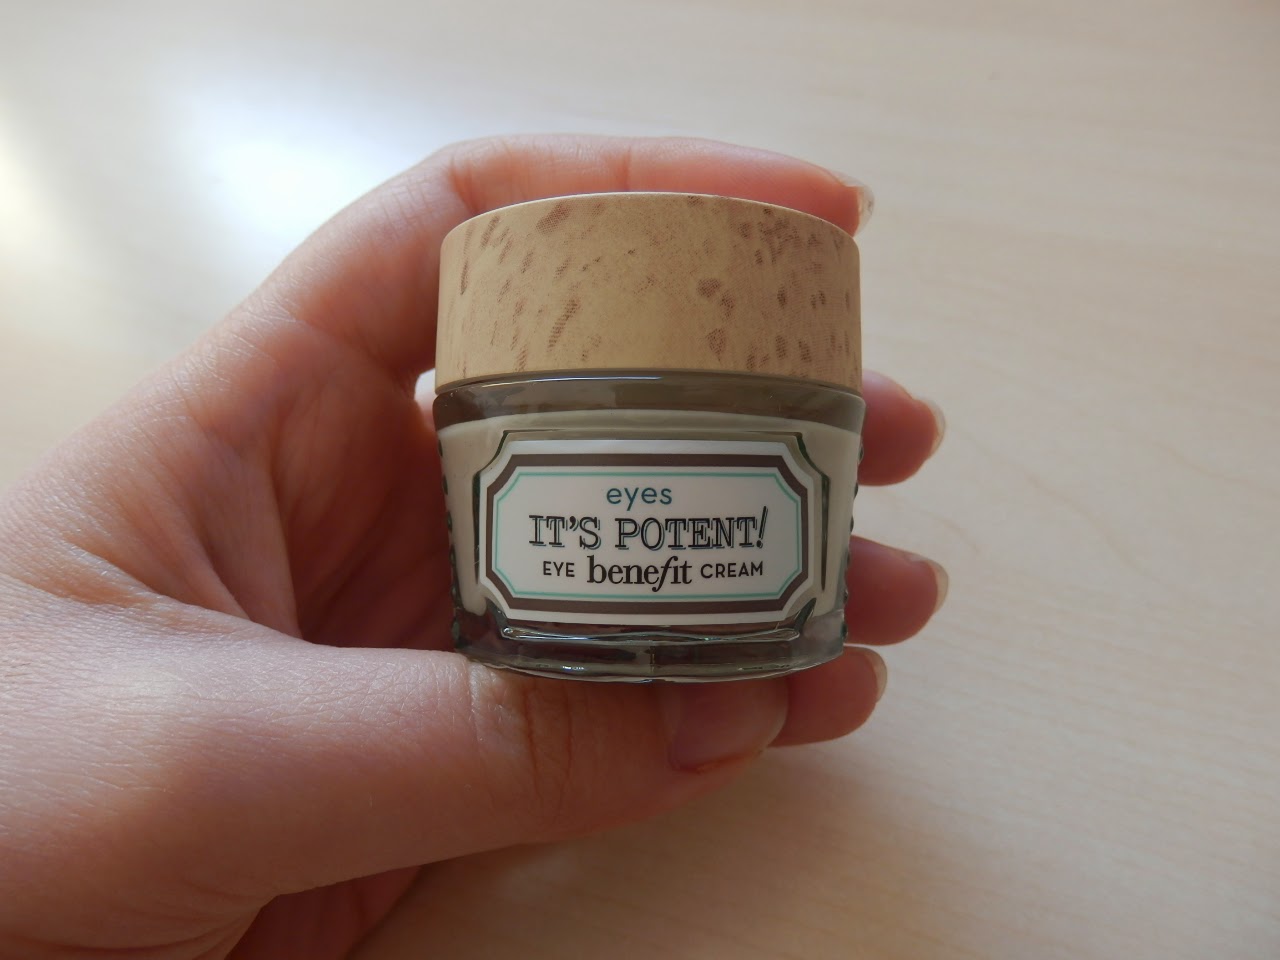 eyes
IT'S POTENT!
EYE benefit CREAM